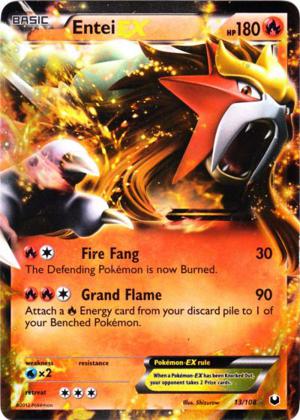 BASIC
Entei EX
HP 180
Fire Fang 30
The Defending Pokémon is now Burned.
Grand Flame 90
Attach a Energy card from your discard pile to 1
of your Benched Pokémon.
weakness resistance
×2
retreat
Pokémon-EX rule
When a Pokémon-EX has been Knocked Out,
your opponent takes 2 Prize cards.
©2012 Pokémon
Illus. Shizurow
13/108